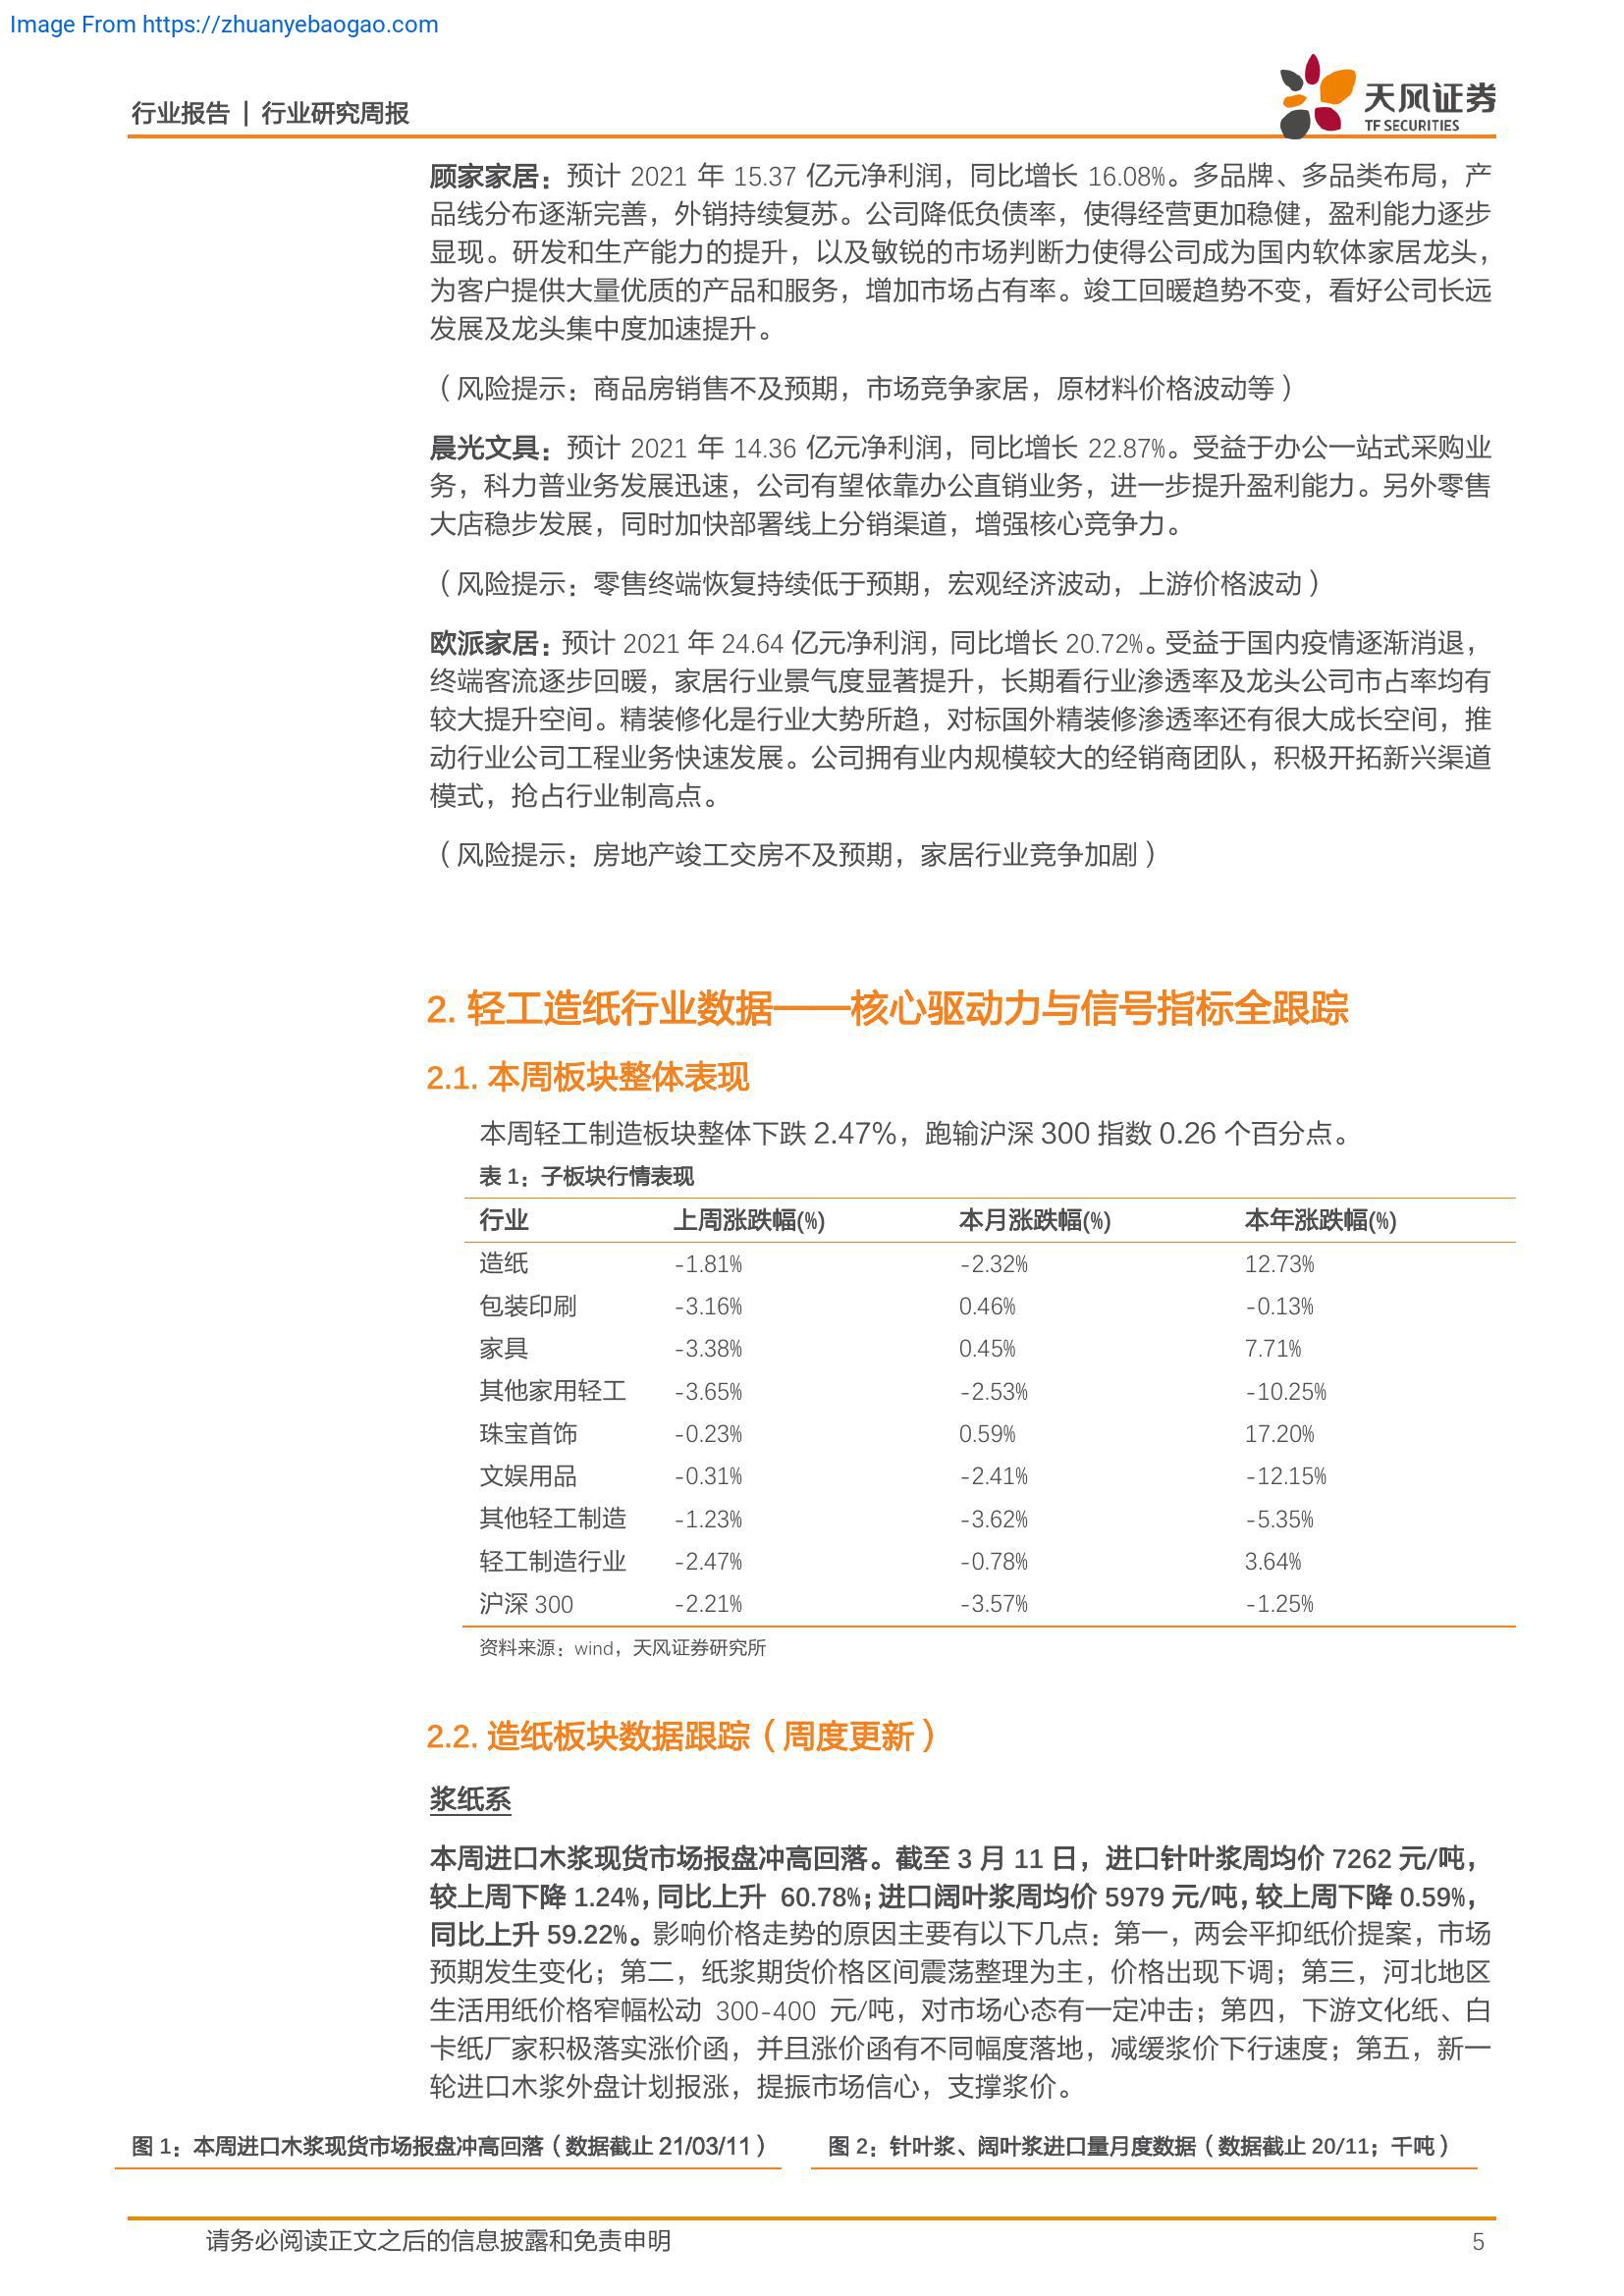 Image From https://zhuanyebaogao.com
行业报告 | 行业研究周报
天风证券
TF SECURITIES
顾家家居：预计 2021 年 15.37 亿元净利润，同比增长 16.08%。多品牌、多品类布局，产
品线分布逐渐完善，外销持续复苏。公司降低负债率，使得经营更加稳健，盈利能力逐步
显现。研发和生产能力的提升，以及敏锐的市场判断力使得公司成为国内软体家居龙头，
为客户提供大量优质的产品和服务，增加市场占有率。竣工回暖趋势不变，看好公司长远
发展及龙头集中度加速提升。
（风险提示：商品房销售不及预期，市场竞争家居，原材料价格波动等）
晨光文具：预计 2021 年 14.36 亿元净利润，同比增长 22.87%。受益于办公一站式采购业
务，科力普业务发展迅速，公司有望依靠办公直销业务，进一步提升盈利能力。另外零售
大店稳步发展，同时加快部署线上分销渠道，增强核心竞争力。
（风险提示：零售终端恢复持续低于预期，宏观经济波动，上游价格波动）
欧派家居：预计 2021 年 24.64 亿元净利润，同比增长 20.72%。受益于国内疫情逐渐消退，
终端客流逐步回暖，家居行业景气度显著提升，长期看行业渗透率及龙头公司市占率均有
较大提升空间。精装修化是行业大势所趋，对标国外精装修渗透率还有很大成长空间，推
动行业公司工程业务快速发展。公司拥有业内规模较大的经销商团队，积极开拓新兴渠道
模式，抢占行业制高点。
（风险提示：房地产竣工交房不及预期，家居行业竞争加剧）
2. 轻工造纸行业数据——核心驱动力与信号指标全跟踪
2.1. 本周板块整体表现
本周轻工制造板块整体下跌 2.47%，跑输沪深 300 指数 0.26 个百分点。
表 1：子板块行情表现
行业 上周涨跌幅(%) 本月涨跌幅(%) 本年涨跌幅(%)
造纸 -1.81% -2.32% 12.73%
包装印刷 -3.16% 0.46% -0.13%
家具 -3.38% 0.45% 7.71%
其他家用轻工 -3.65% -2.53% -10.25%
珠宝首饰 -0.23% 0.59% 17.20%
文娱用品 -0.31% -2.41% -12.15%
其他轻工制造 -1.23% -3.62% -5.35%
轻工制造行业 -2.47% -0.78% 3.64%
沪深 300 -2.21% -3.57% -1.25%
资料来源：wind，天风证券研究所
2.2. 造纸板块数据跟踪（周度更新）
浆纸系
本周进口木浆现货市场报盘冲高回落。截至 3 月 11 日，进口针叶浆周均价 7262 元/吨，
较上周下降 1.24%，同比上升 60.78%；进口阔叶浆周均价 5979 元/吨，较上周下降 0.59%，
同比上升 59.22%。影响价格走势的原因主要有以下几点：第一，两会平抑纸价提案，市场
预期发生变化；第二，纸浆期货价格区间震荡整理为主，价格出现下调；第三，河北地区
生活用纸价格窄幅松动 300-400 元/吨，对市场心态有一定冲击；第四，下游文化纸、白
卡纸厂家积极落实涨价函，并且涨价函有不同幅度落地，减缓浆价下行速度；第五，新一
轮进口木浆外盘计划报涨，提振市场信心，支撑浆价。
图 1：本周进口木浆现货市场报盘冲高回落（数据截止 21/03/11） 图 2：针叶浆、阔叶浆进口量月度数据（数据截止 20/11；千吨）
请务必阅读正文之后的信息披露和免责申明 5